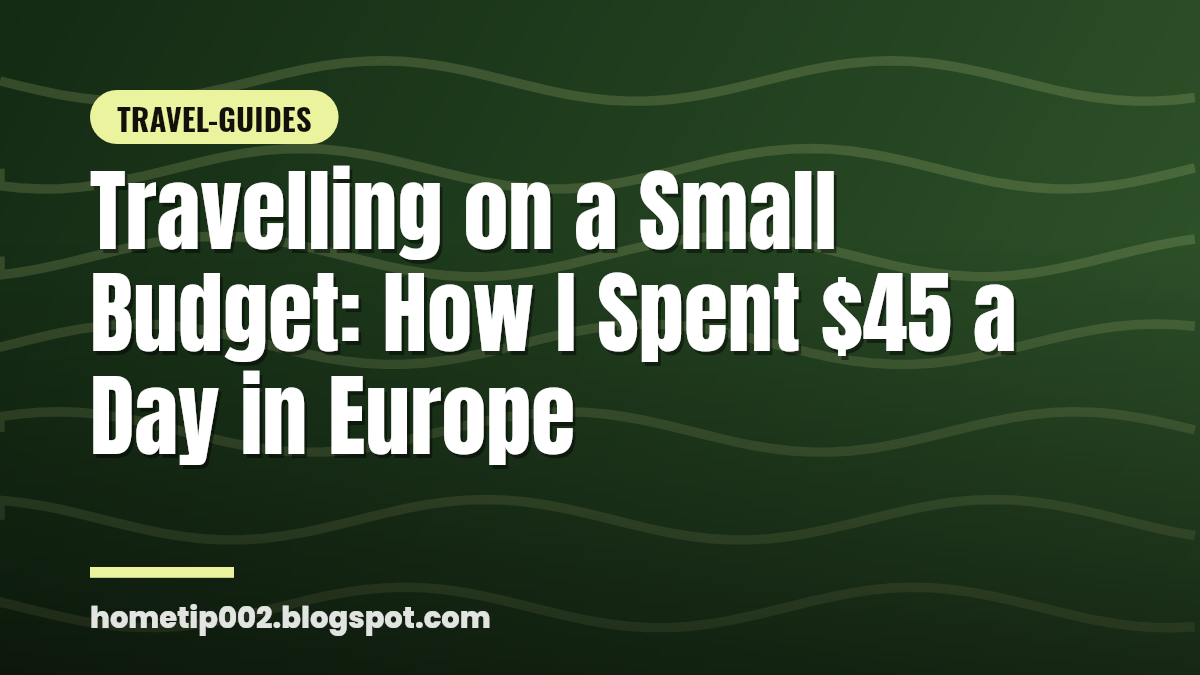 TRAVEL-GUIDES
Travelling on a Small
Budget: How I Spent $45 a
Day in Europe
hometip002.blogspot.com